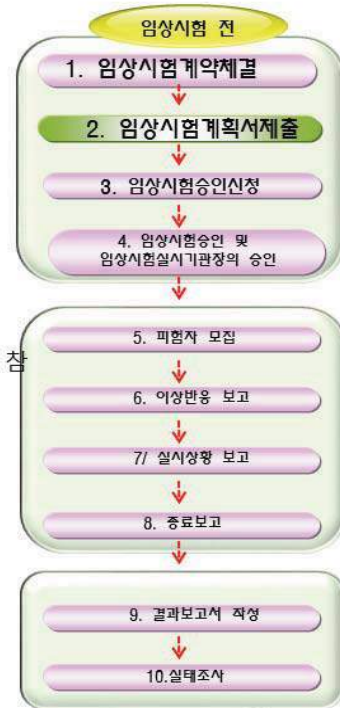 임상시험 전
1. 임상시험계약체결
2. 임상시험계획서제출
3. 임상시험승인신청
4. 임상시험승인 및
임상시험실시기관장의 승인
5. 피험자 모집
참
6. 이상반응 보고
7/ 실시상황 보고
8. 종료보고
9. 결과보고서 작성
10.실태조사